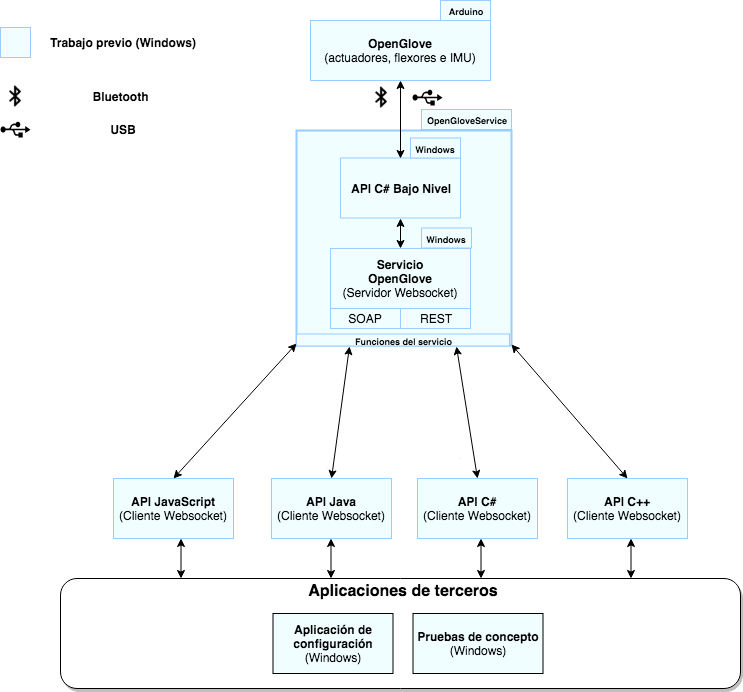 Arduino
Trabajo previo (Windows)
OpenGlove
(actuadores, flexores e IMU)
Bluetooth
USB
OpenGloveService
Windows
API C# Bajo Nivel
Windows
Servicio
OpenGlove
(Servidor Websocket)
SOAP
REST
Funciones del servicio
API JavaScript
(Cliente Websocket)
API Java
(Cliente Websocket)
API C#
(Cliente Websocket)
API C++
(Cliente Websocket)
Aplicaciones de terceros
Aplicación de
configuración
(Windows)
Pruebas de concepto
(Windows)